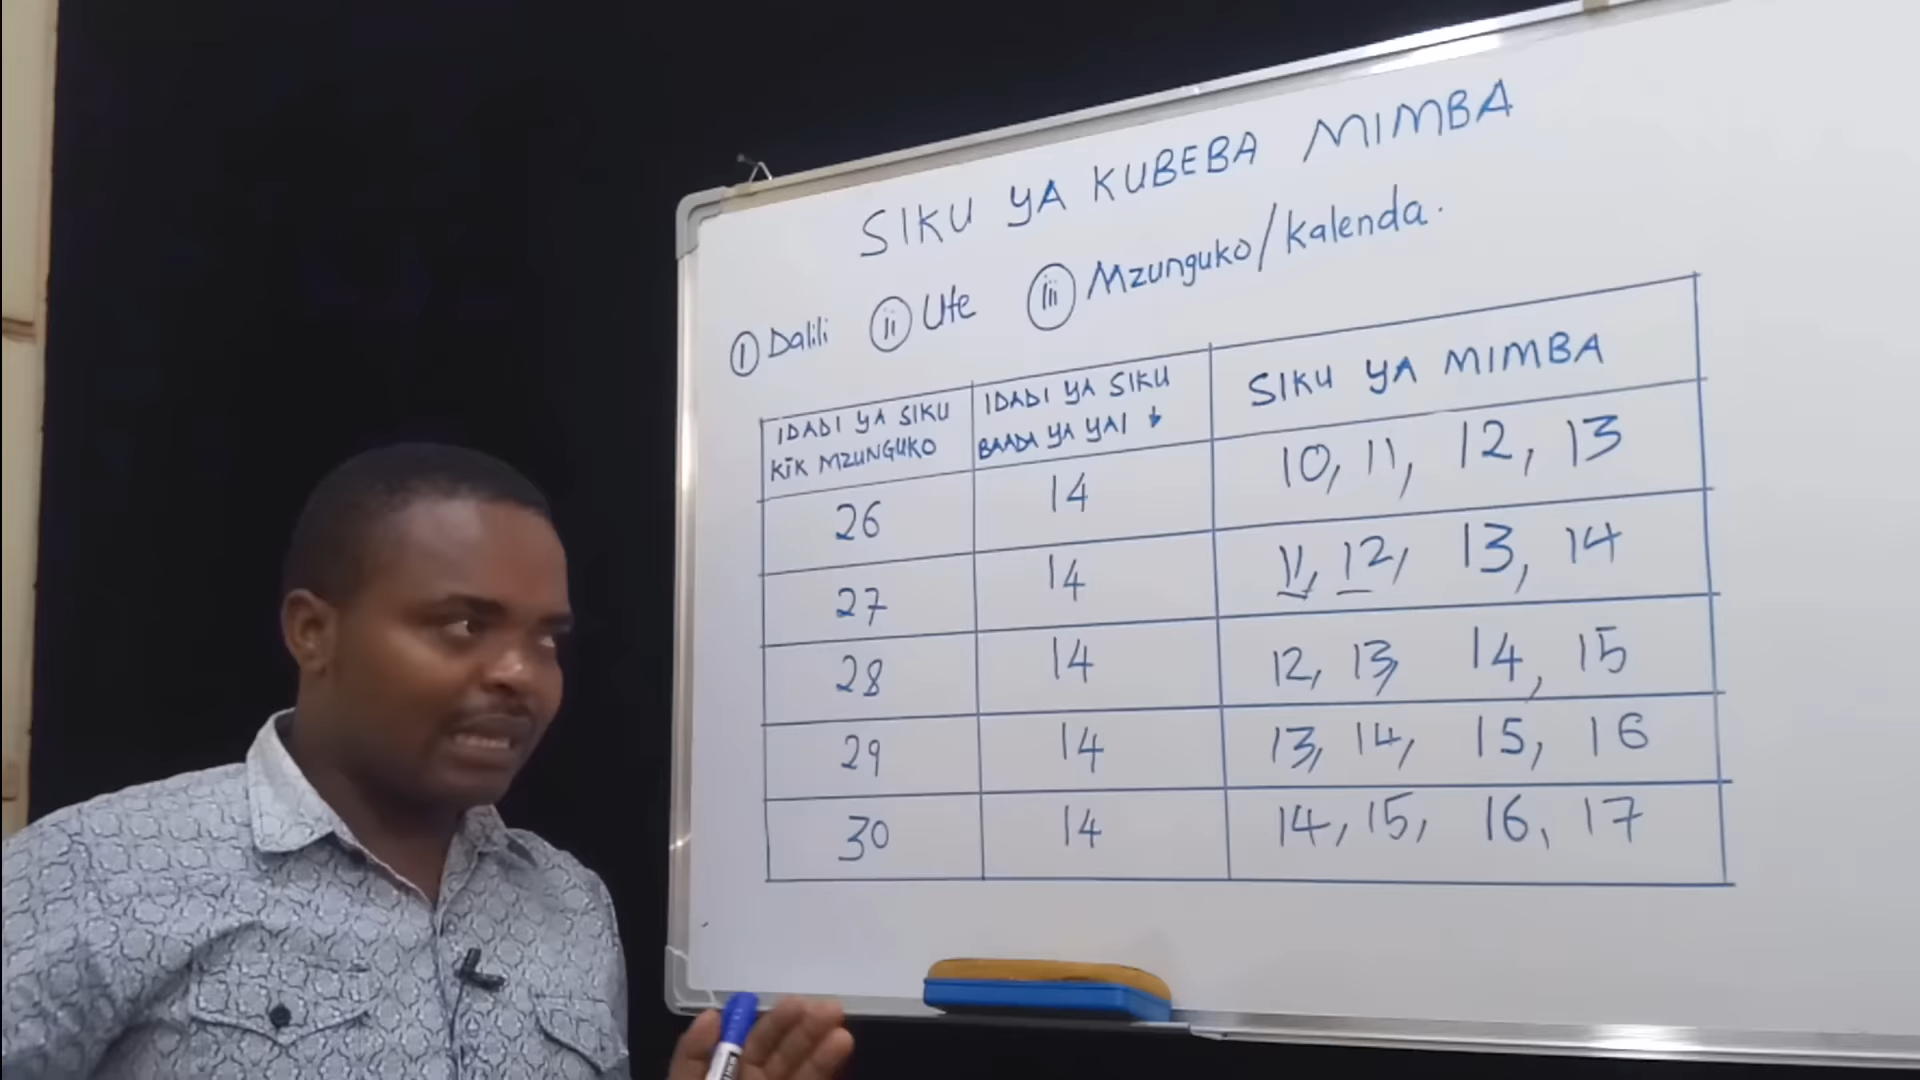 SIKU YA KUBEBA MIMBA
i Dalili ii Ute iii Mzunguko/Kalenda.
IDADI YA SIKU KTK MZUNGUKO
IDADI YA SIKU BAADA YA YAI
SIKU YA MIMBA
26 14 10, 11, 12, 13
27 14 11, 12, 13, 14
28 14 12, 13, 14, 15
29 14 13, 14, 15, 16
30 14 14, 15, 16, 17